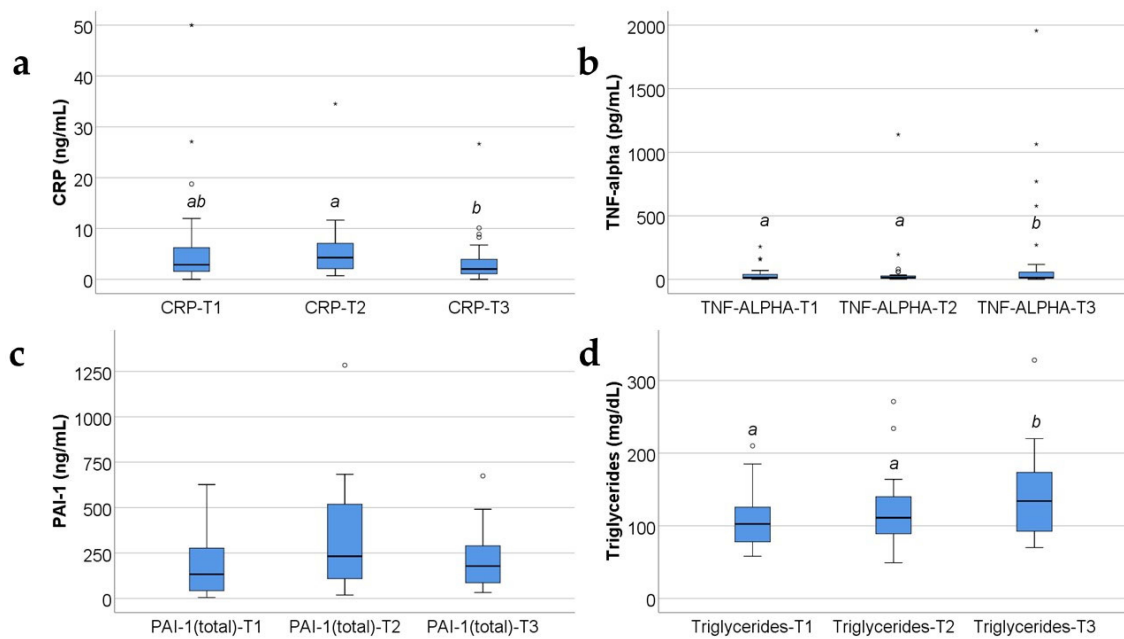 a
CRP (ng/mL)
50
40
30
20
10
0
ab
a
b
CRP-T1 CRP-T2 CRP-T3
b
TNF-alpha (pg/mL)
2000
1500
1000
500
0
a
a
b
TNF-ALPHA-T1 TNF-ALPHA-T2 TNF-ALPHA-T3
c
PAI-1 (ng/mL)
1250
1000
750
500
250
0
PAI-1(total)-T1 PAI-1(total)-T2 PAI-1(total)-T3
d
Triglycerides (mg/dL)
300
200
100
0
a
a
b
Triglycerides-T1 Triglycerides-T2 Triglycerides-T3